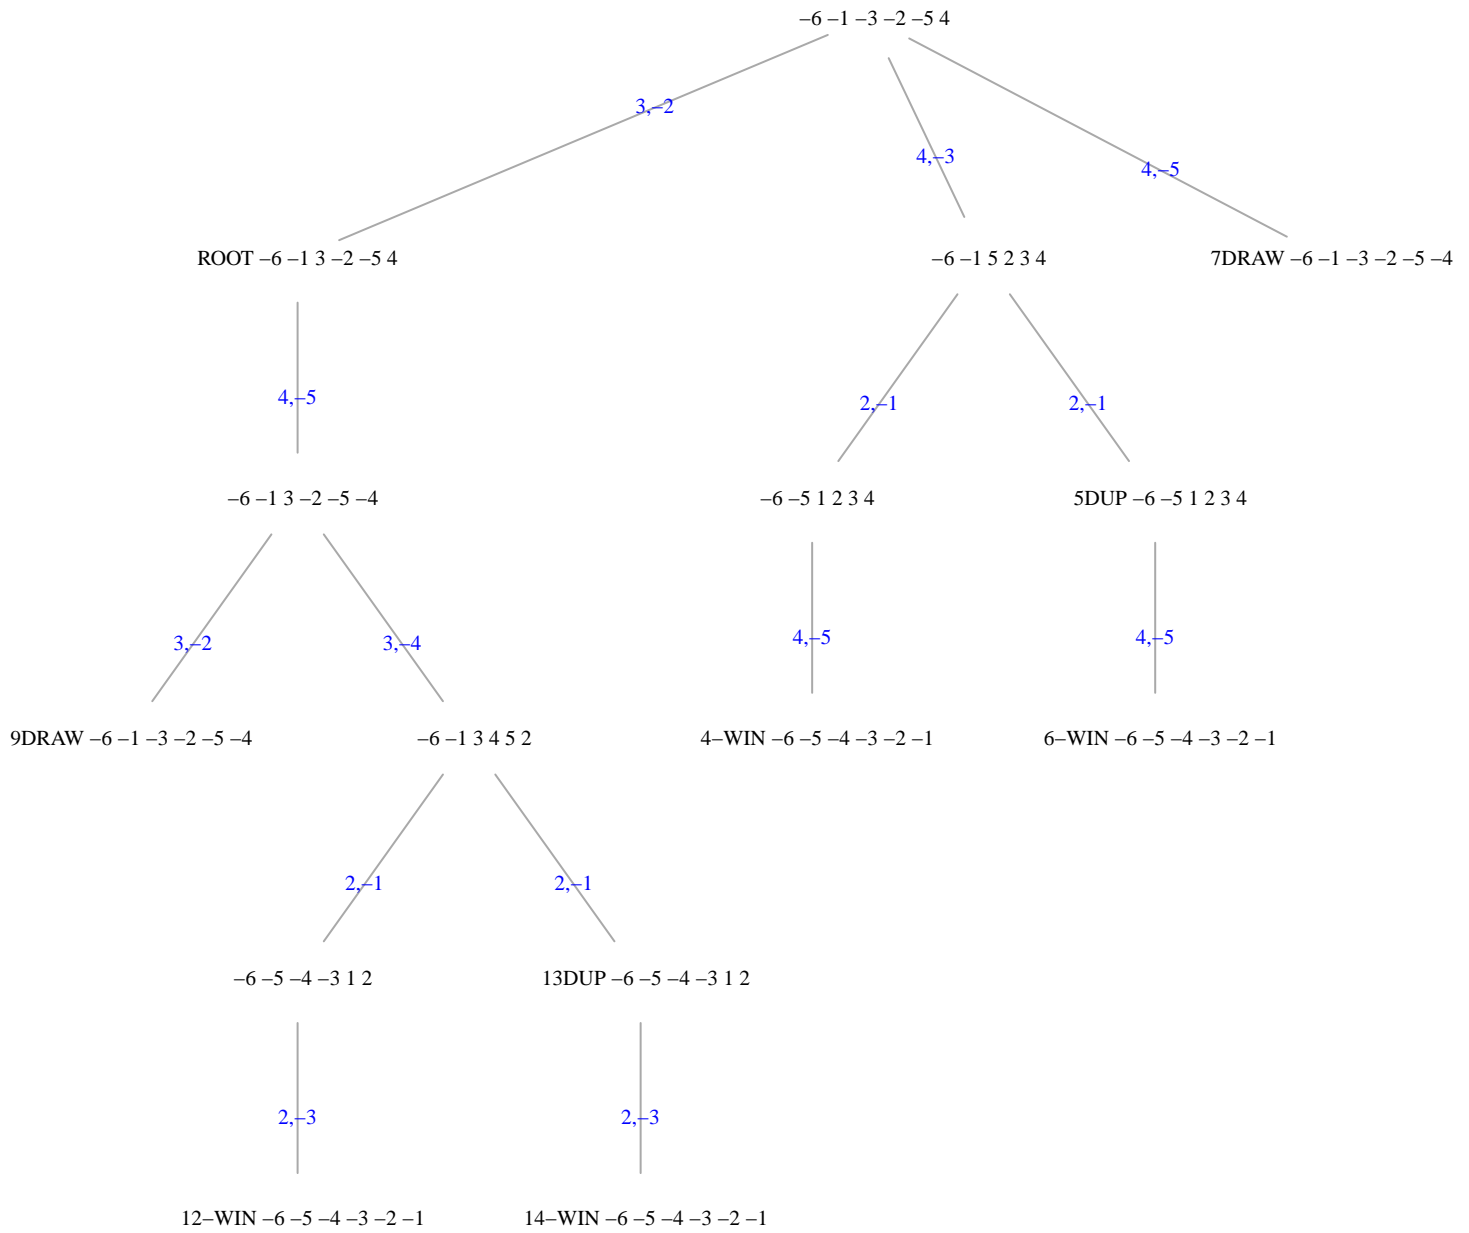 −6 −1 −3 −2 −5 4
3,−2
4,−3
4,−5
ROOT −6 −1 3 −2 −5 4
−6 −1 5 2 3 4
7DRAW −6 −1 −3 −2 −5 −4
4,−5
2,−1
2,−1
−6 −1 3 −2 −5 −4
−6 −5 1 2 3 4
5DUP −6 −5 1 2 3 4
3,−2
3,−4
4,−5
4,−5
9DRAW −6 −1 −3 −2 −5 −4
−6 −1 3 4 5 2
4−WIN −6 −5 −4 −3 −2 −1
6−WIN −6 −5 −4 −3 −2 −1
2,−1
2,−1
−6 −5 −4 −3 1 2
13DUP −6 −5 −4 −3 1 2
2,−3
2,−3
12−WIN −6 −5 −4 −3 −2 −1
14−WIN −6 −5 −4 −3 −2 −1